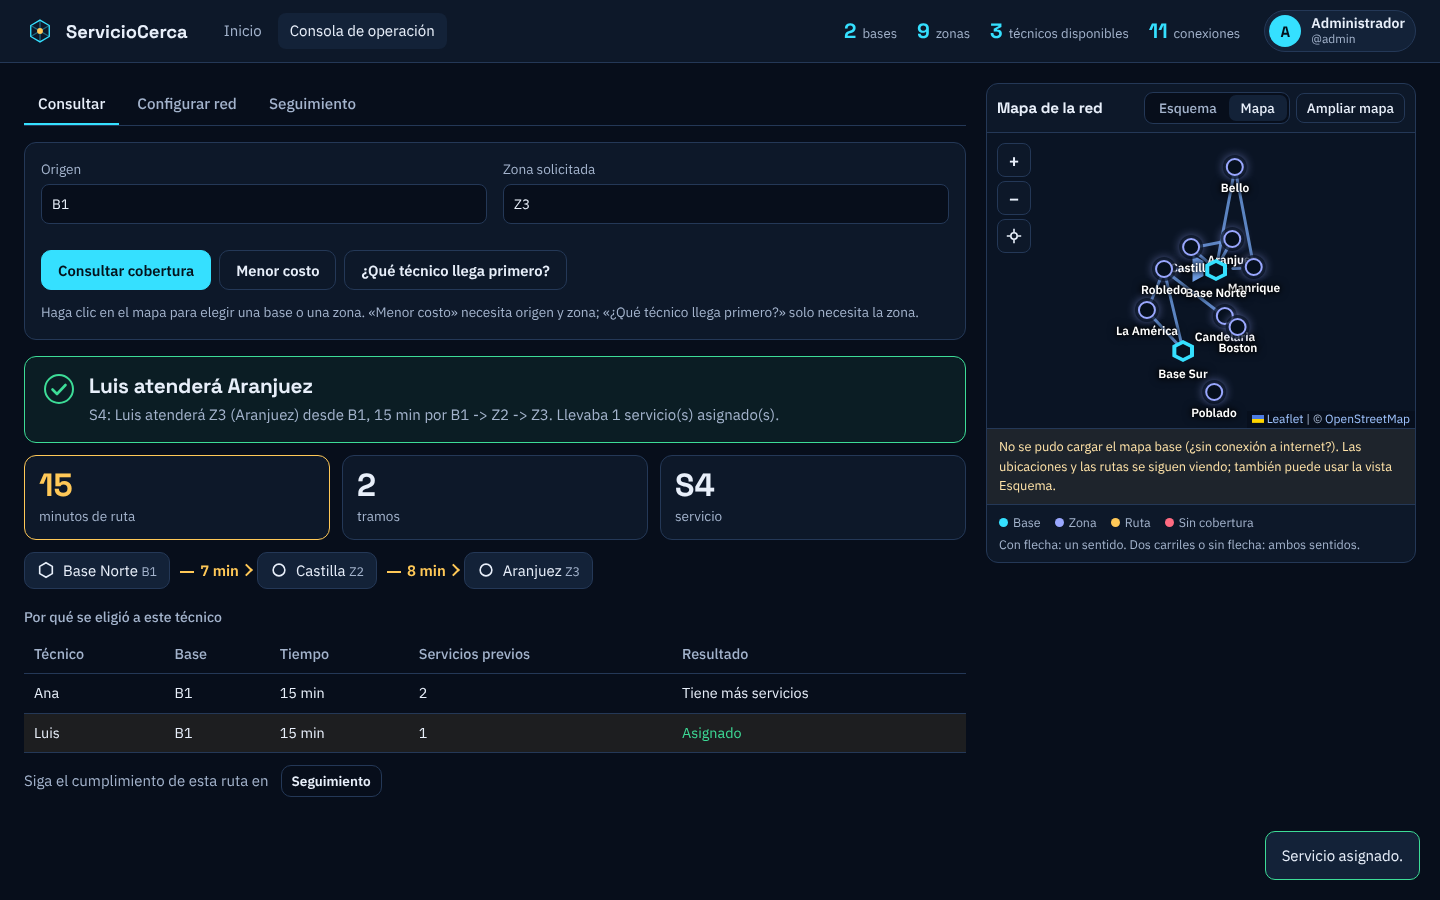 ServicioCerca
Inicio
Consola de operación
2 bases
9 zonas
3 técnicos disponibles
11 conexiones
A
Administrador
@admin
Consultar
Configurar red
Seguimiento
Origen
Zona solicitada
B1
Z3
Consultar cobertura
Menor costo
¿Qué técnico llega primero?
Haga clic en el mapa para elegir una base o una zona. «Menor costo» necesita origen y zona; «¿Qué técnico llega primero?» solo necesita la zona.
Luis atenderá Aranjuez
S4: Luis atenderá Z3 (Aranjuez) desde B1, 15 min por B1 -> Z2 -> Z3. Llevaba 1 servicio(s) asignado(s).
15
minutos de ruta
2
tramos
S4
servicio
Base Norte B1
— 7 min
Castilla Z2
— 8 min
Aranjuez Z3
Por qué se eligió a este técnico
Técnico Base Tiempo Servicios previos Resultado
Ana B1 15 min 2 Tiene más servicios
Luis B1 15 min 1 Asignado
Siga el cumplimiento de esta ruta en
Seguimiento
Mapa de la red
Esquema
Mapa
Ampliar mapa
+
−
Bello
Robledo
Base Norte
Manrique
La América
Candelaria
Boston
Base Sur
Poblado
Leaflet | © OpenStreetMap
No se pudo cargar el mapa base (¿sin conexión a internet?). Las
ubicaciones y las rutas se siguen viendo; también puede usar la vista
Esquema.
Base
Zona
Ruta
Sin cobertura
Con flecha: un sentido. Dos carriles o sin flecha: ambos sentidos.
Servicio asignado.